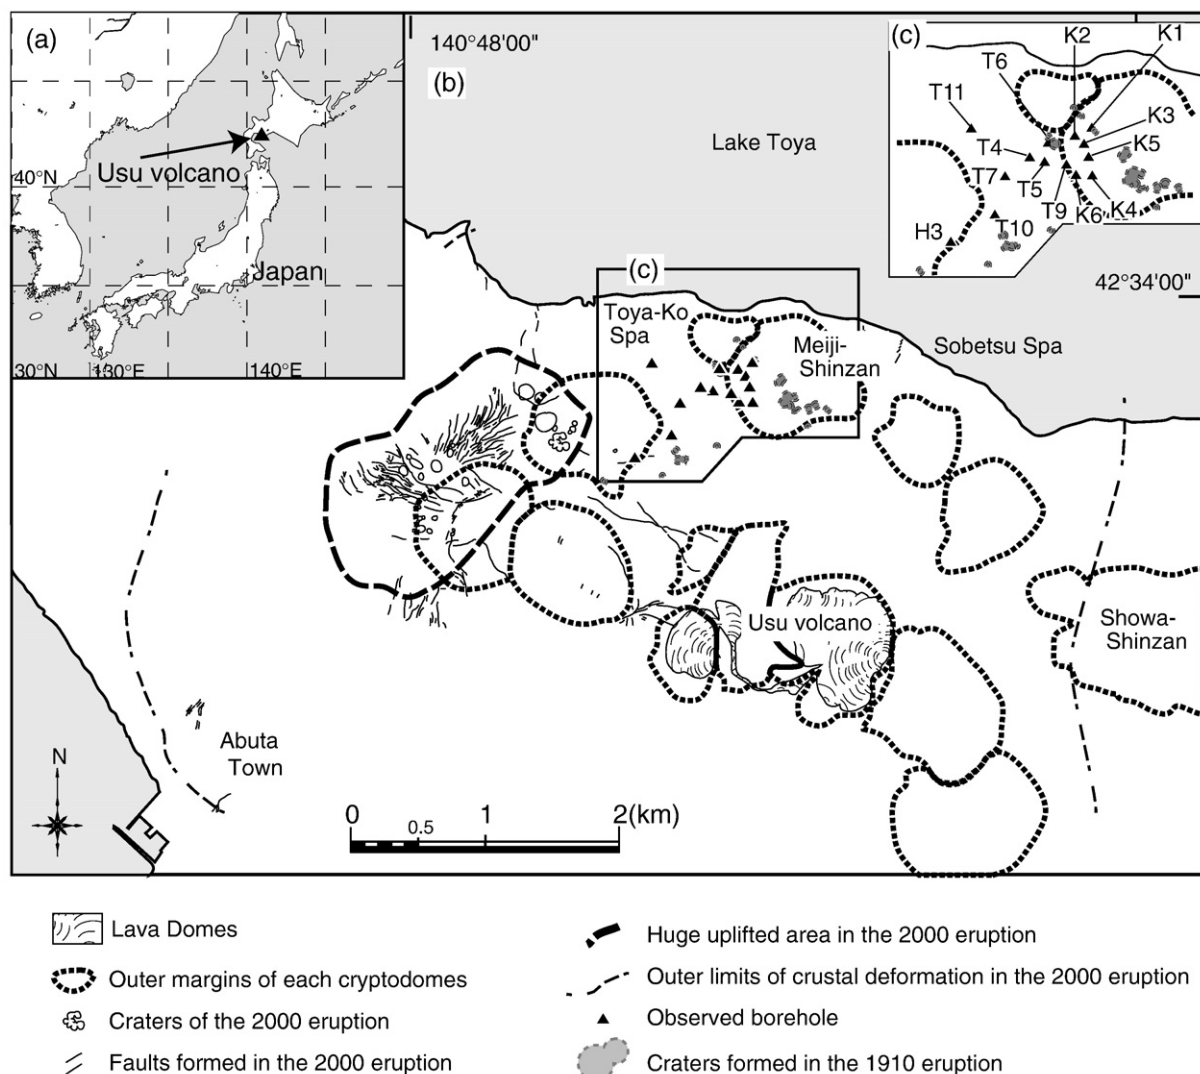 (a)
40°N
Usu volcano
Japan
30°N
130°E
140°E
140°48'00"
(b)
Lake Toya
(c)
K2
K1
T6
T11
K3
T4
K5
T7
T5
T9
K6
K4
H3
T10
42°34'00"
(c)
Toya-Ko
Spa
Meiji-
Shinzan
Sobetsu Spa
Usu volcano
Showa-
Shinzan
Abuta
Town
N
0
0.5
1
2(km)
Lava Domes
Outer margins of each cryptodomes
Craters of the 2000 eruption
Faults formed in the 2000 eruption
Huge uplifted area in the 2000 eruption
Outer limits of crustal deformation in the 2000 eruption
Observed borehole
Craters formed in the 1910 eruption